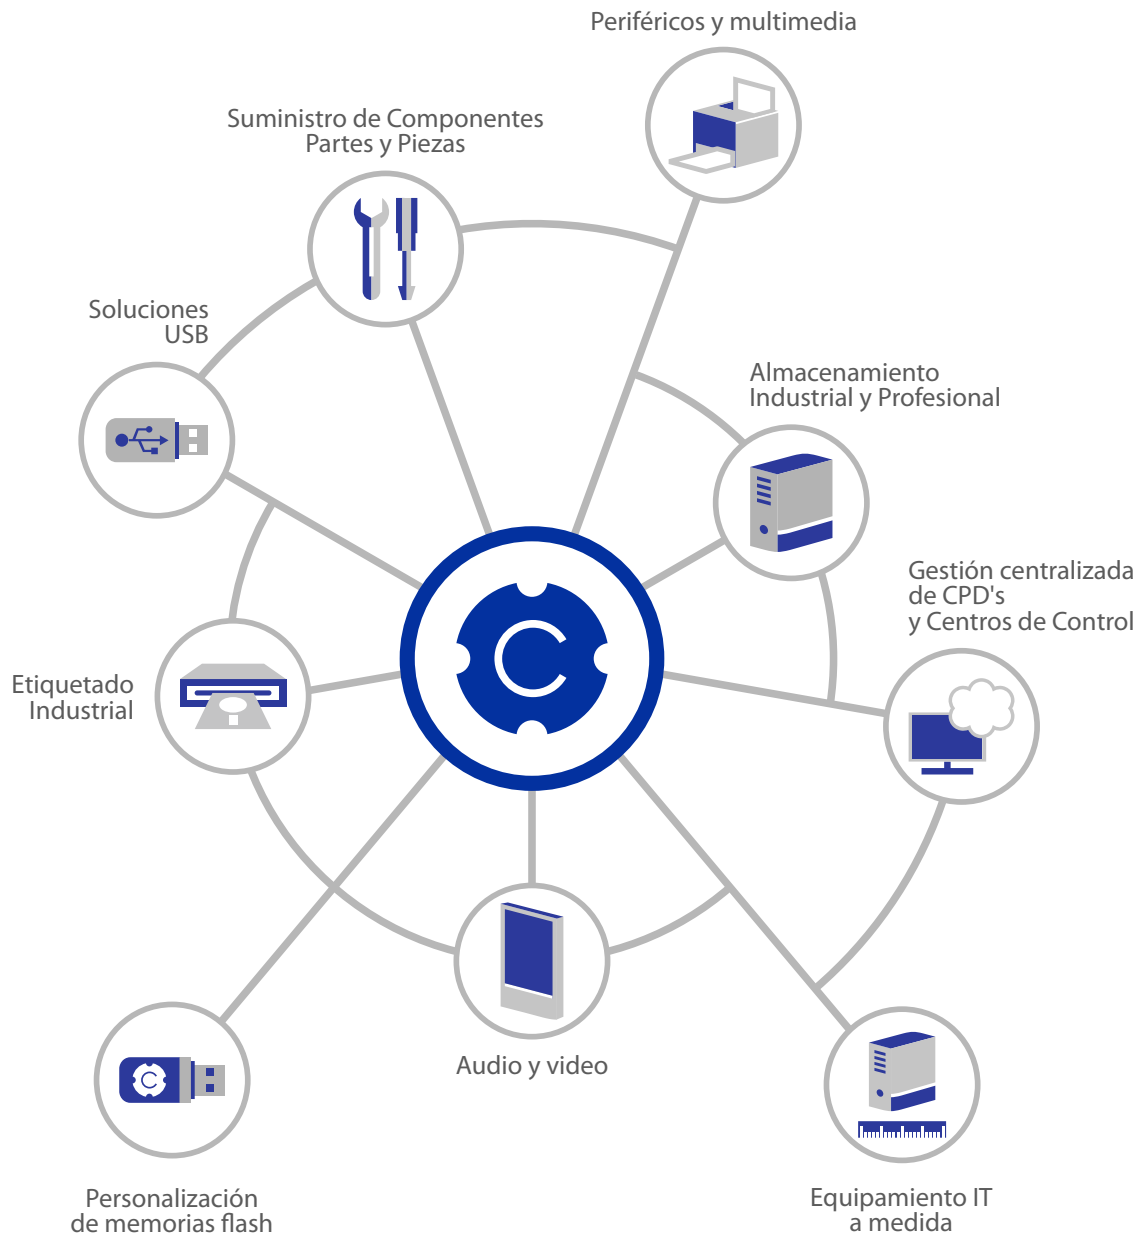 Periféricos y multimedia
Suministro de Componentes
Partes y Piezas
Soluciones
USB
Almacenamiento
Industrial y Profesional
Gestión centralizada
de CPD's
y Centros de Control
Etiquetado
Industrial
Audio y video
Personalización
de memorias flash
Equipamiento IT
a medida